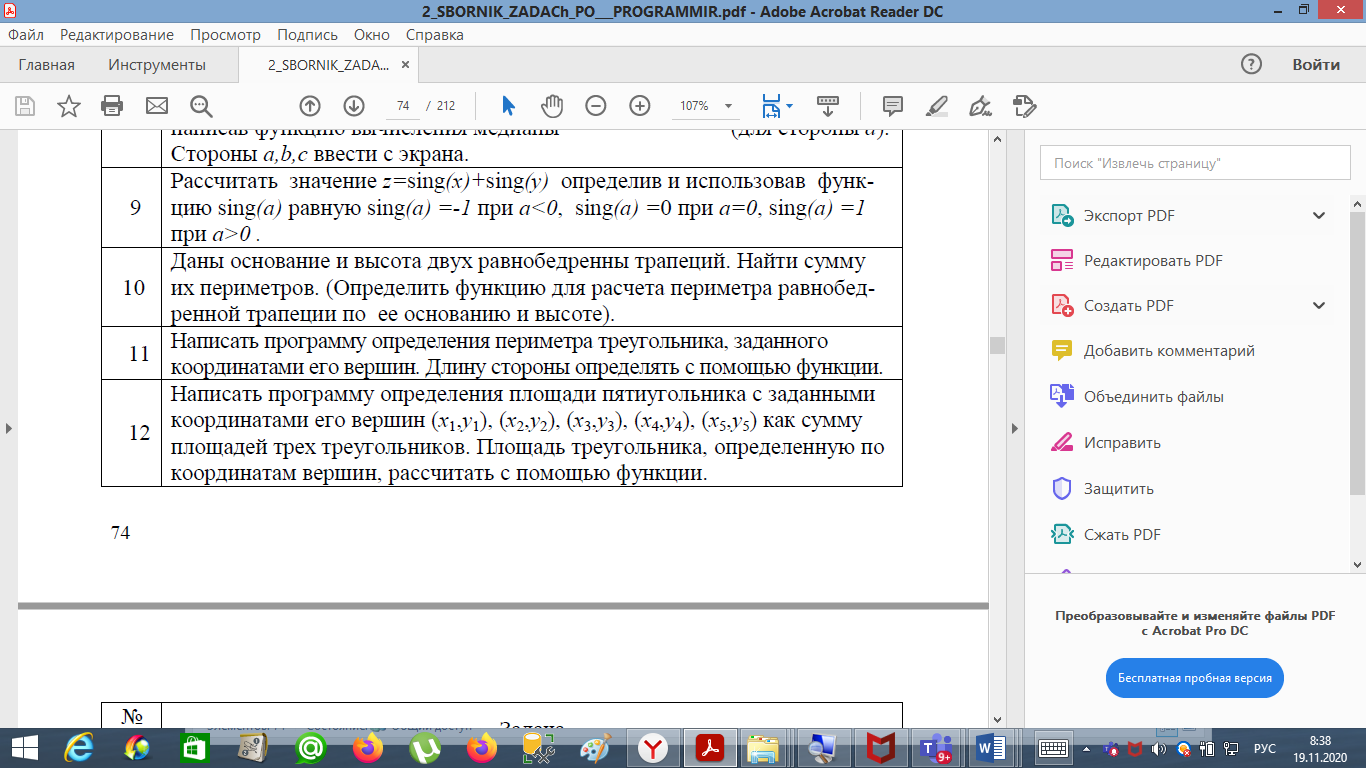 2_SBORNIK_ZADACh_PO___PROGRAMMIR.pdf - Adobe Acrobat Reader DC
Файл Редактирование Просмотр Подпись Окно Справка
Главная Инструменты 2_SBORNIK_ZADA... × Войти
74 / 212 107%
написав функцию вычисления медианы (для стороны a).
Стороны a,b,c ввести с экрана.
9
Рассчитать значение z=sing(x)+sing(y) определив и использовав функ-
цию sing(a) равную sing(a) =-1 при a<0, sing(a) =0 при a=0, sing(a) =1
при a>0 .
10
Даны основание и высота двух равнобедренны трапеций. Найти сумму
их периметров. (Определить функцию для расчета периметра равнобед-
ренной трапеции по ее основанию и высоте).
11
Написать программу определения периметра треугольника, заданного
координатами его вершин. Длину стороны определять с помощью функции.
12
Написать программу определения площади пятиугольника с заданными
координатами его вершин (x₁,y₁), (x₂,y₂), (x₃,y₃), (x₄,y₄), (x₅,y₅) как сумму
площадей трех треугольников. Площадь треугольника, определенную по
координатам вершин, рассчитать с помощью функции.
74
№
Поиск "Извлечь страницу"
Экспорт PDF
Редактировать PDF
Создать PDF
Добавить комментарий
Объединить файлы
Исправить
Защитить
Сжать PDF
Преобразовывайте и изменяйте файлы PDF
с Acrobat Pro DC
Бесплатная пробная версия
9+
РУС
8:38
19.11.2020